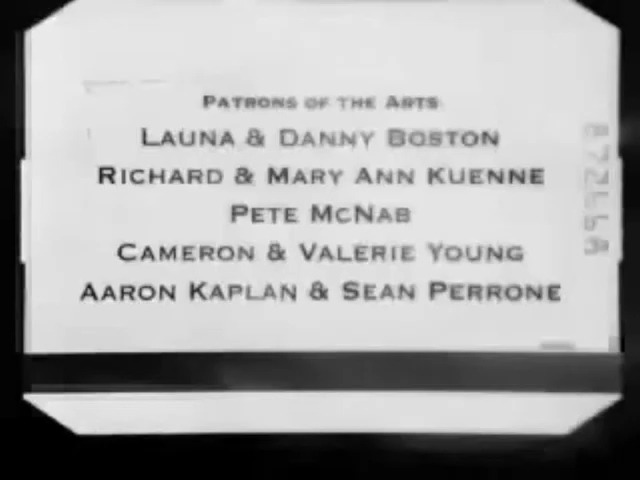 PATRONS OF THE ARTS
LAUNA & DANNY BOSTON
RICHARD & MARY ANN KUENNE
PETE MCNAB
CAMERON & VALERIE YOUNG
AARON KAPLAN & SEAN PERRONE